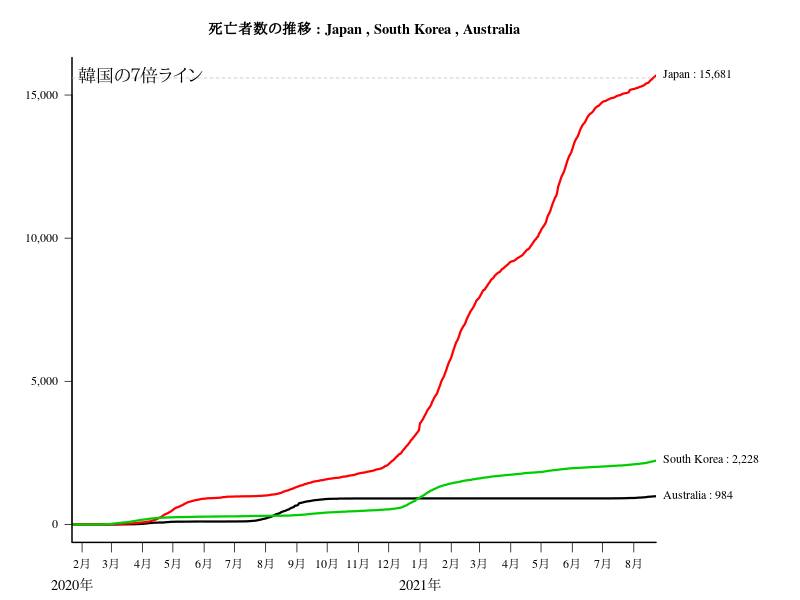 死亡者数の推移 : Japan , South Korea , Australia
韓国の7倍ライン
Japan : 15,681
15,000
10,000
5,000
South Korea : 2,228
Australia : 984
0
2月 3月 4月 5月 6月 7月 8月 9月 10月 11月 12月 1月 2月 3月 4月 5月 6月 7月 8月
2020年 2021年